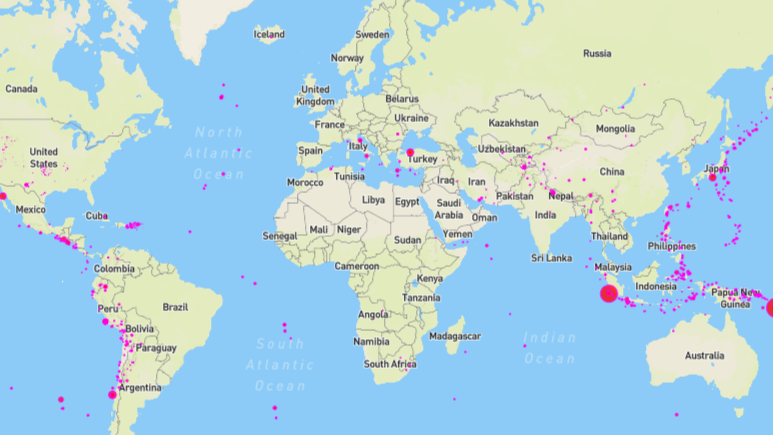 Iceland
Sweden
Norway
Russia
Canada
United
Kingdom
Belarus
Ukraine
France
Kazakhstan
Mongolia
North
Atlantic
Ocean
United
States
Spain
Italy
Turkey
Uzbekistan
China
Japan
Morocco
Tunisia
Iraq
Iran
Pakistan
Nepal
Mexico
Cuba
Libya
Egypt
Saudi
Arabia
Oman
India
Senegal
Mali
Niger
Sudan
Yemen
Thailand
Philippines
Sri Lanka
Malaysia
Colombia
Cameroon
Kenya
Indonesia
Papua New
Guinea
Peru
Brazil
Tanzania
Angola
Bolivia
Paraguay
Namibia
Madagascar
South
Atlantic
Ocean
Indian
Ocean
South Africa
Australia
Argentina